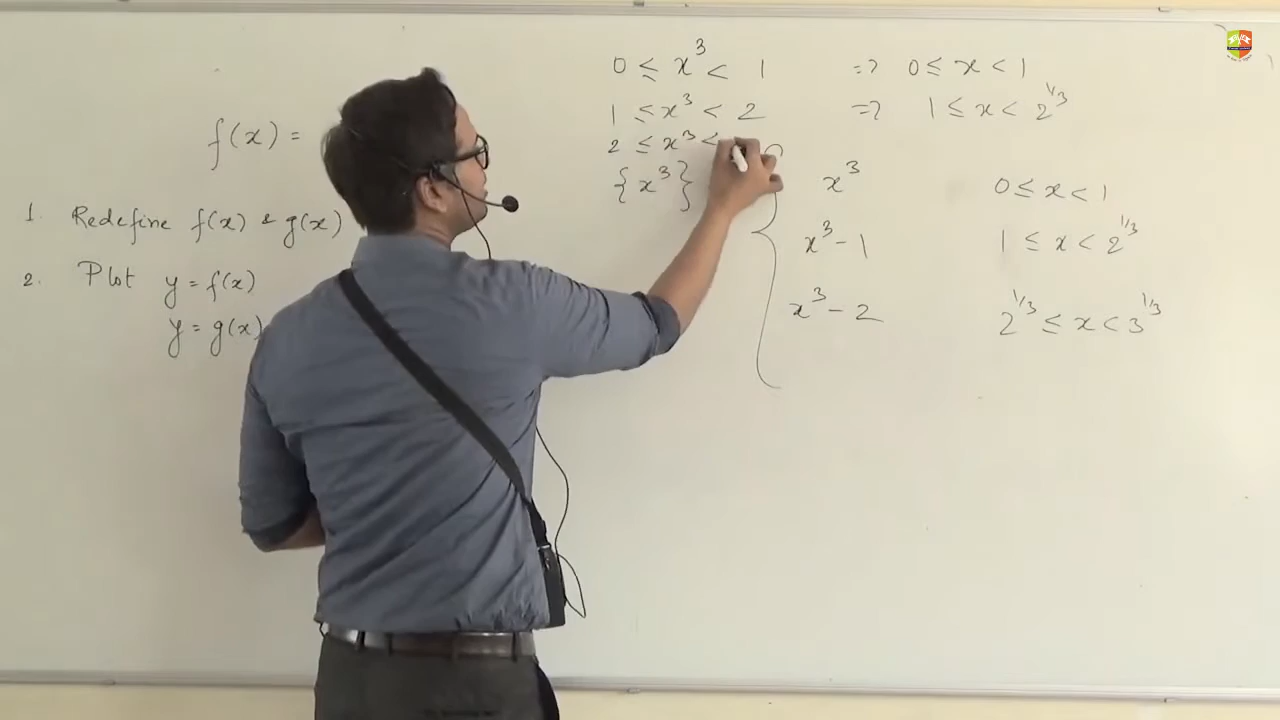 0 ≤ x³ < 1 => 0 ≤ x < 1
f(x) = 1 ≤ x³ < 2 => 1 ≤ x < 2^1/3
2 ≤ x³ <
{x³} x³ 0 ≤ x < 1
1. Redefine f(x) & g(x) x³ - 1 1 ≤ x < 2^1/3
2. Plot y = f(x) x³ - 2 2^1/3 ≤ x < 3^1/3
y = g(x)